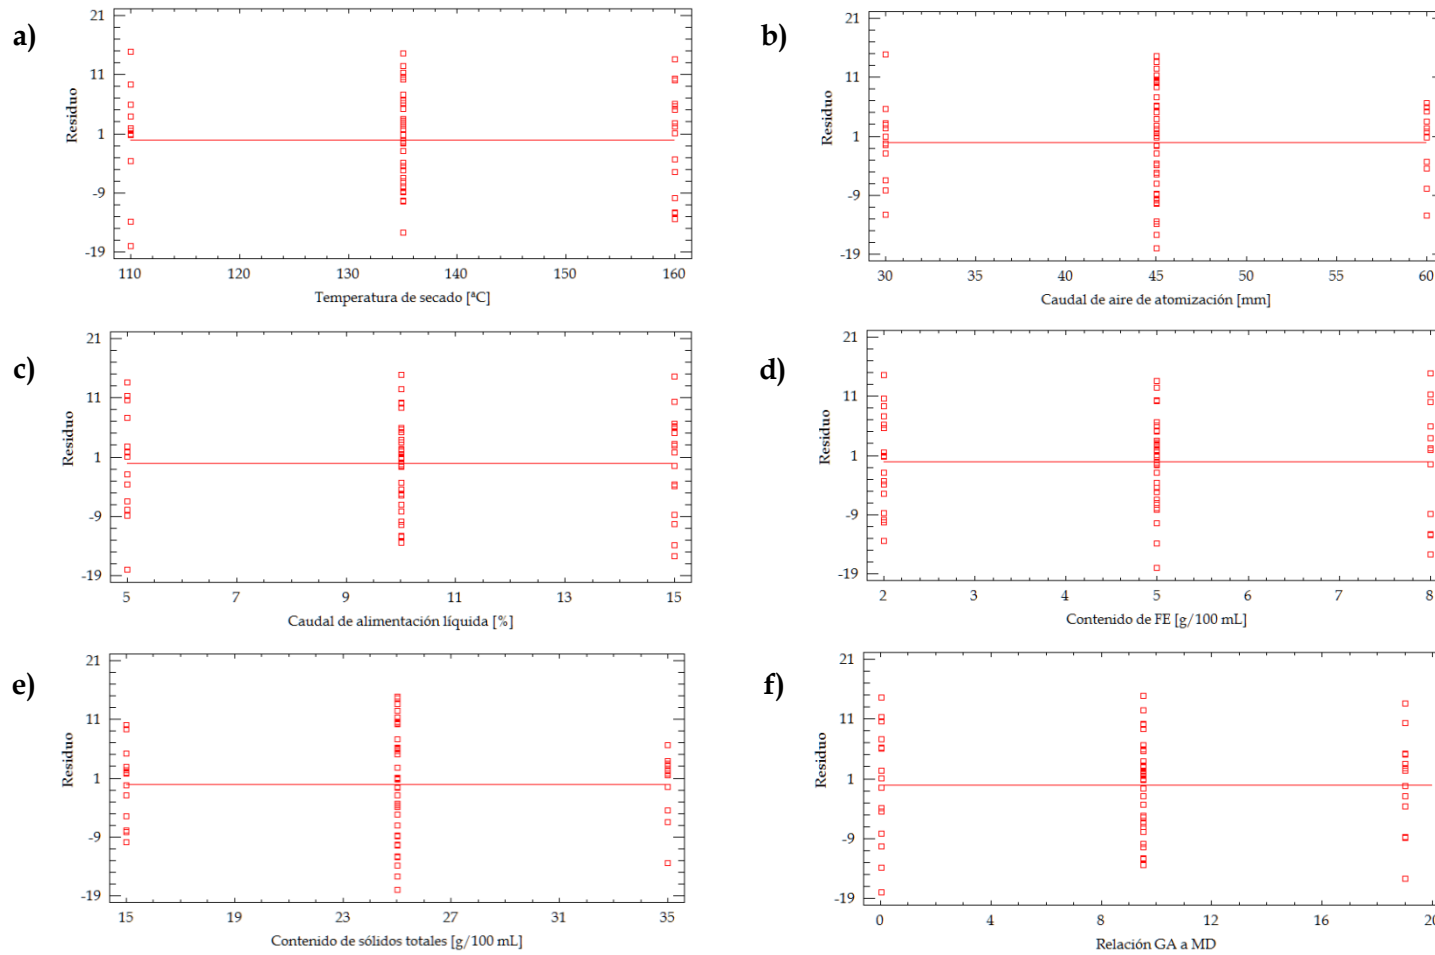 a)
21
11
1
-9
-19
Residuo
110 120 130 140 150 160
Temperatura de secado [ªC]
b)
21
11
1
-9
-19
Residuo
30 35 40 45 50 55 60
Caudal de aire de atomización [mm]
c)
21
11
1
-9
-19
Residuo
5 7 9 11 13 15
Caudal de alimentación líquida [%]
d)
21
11
1
-9
-19
Residuo
2 3 4 5 6 7 8
Contenido de FE [g/100 mL]
e)
21
11
1
-9
-19
Residuo
15 19 23 27 31 35
Contenido de sólidos totales [g/100 mL]
f)
21
11
1
-9
-19
Residuo
0 4 8 12 16 20
Relación GA a MD